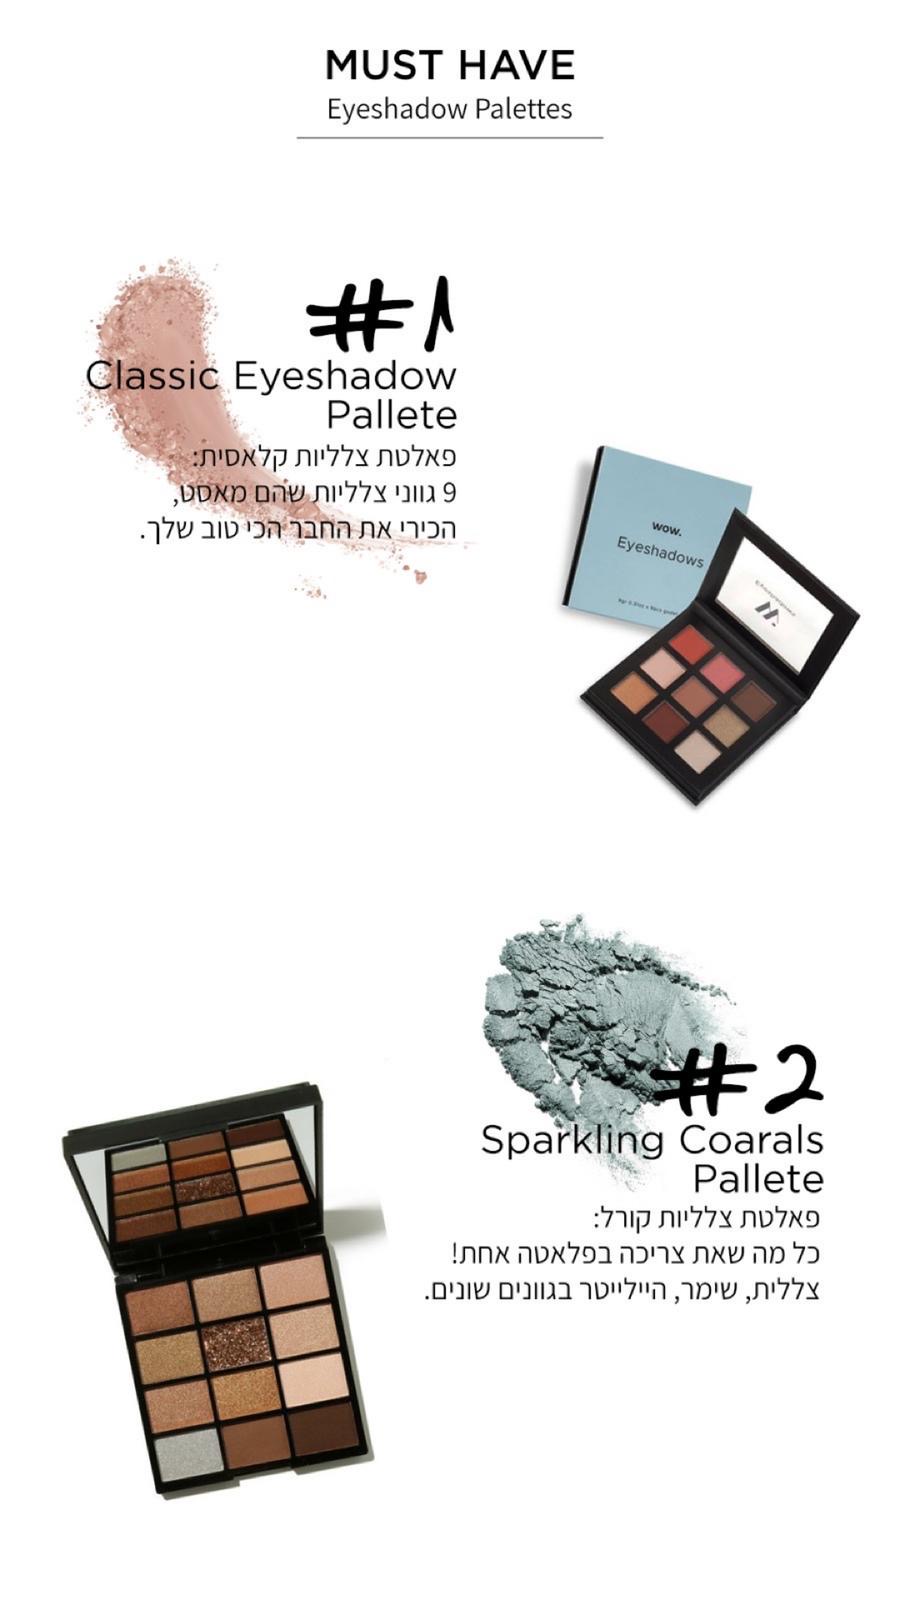 MUST HAVE
Eyeshadow Palettes
#1
Classic Eyeshadow
Pallete
פאלטת צלליות קלאסית:
9 גווני צלליות שהם מאסט,
הכירי את החבר הכי טוב שלך.
wow.
Eyeshadows
#2
Sparkling Coarals
Pallete
פאלטת צלליות קורל:
כל מה שאת צריכה בפלאטה אחת!
צללית, שימר, היילייטר בגוונים שונים.